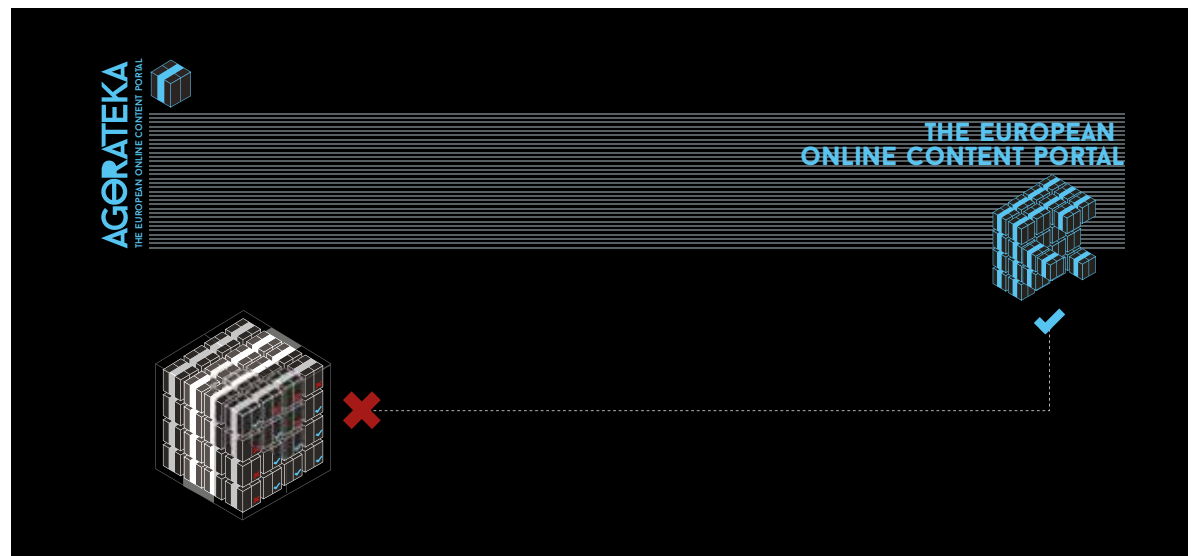 AGORATEKA
THE EUROPEAN ONLINE CONTENT PORTAL
THE EUROPEAN
ONLINE CONTENT PORTAL